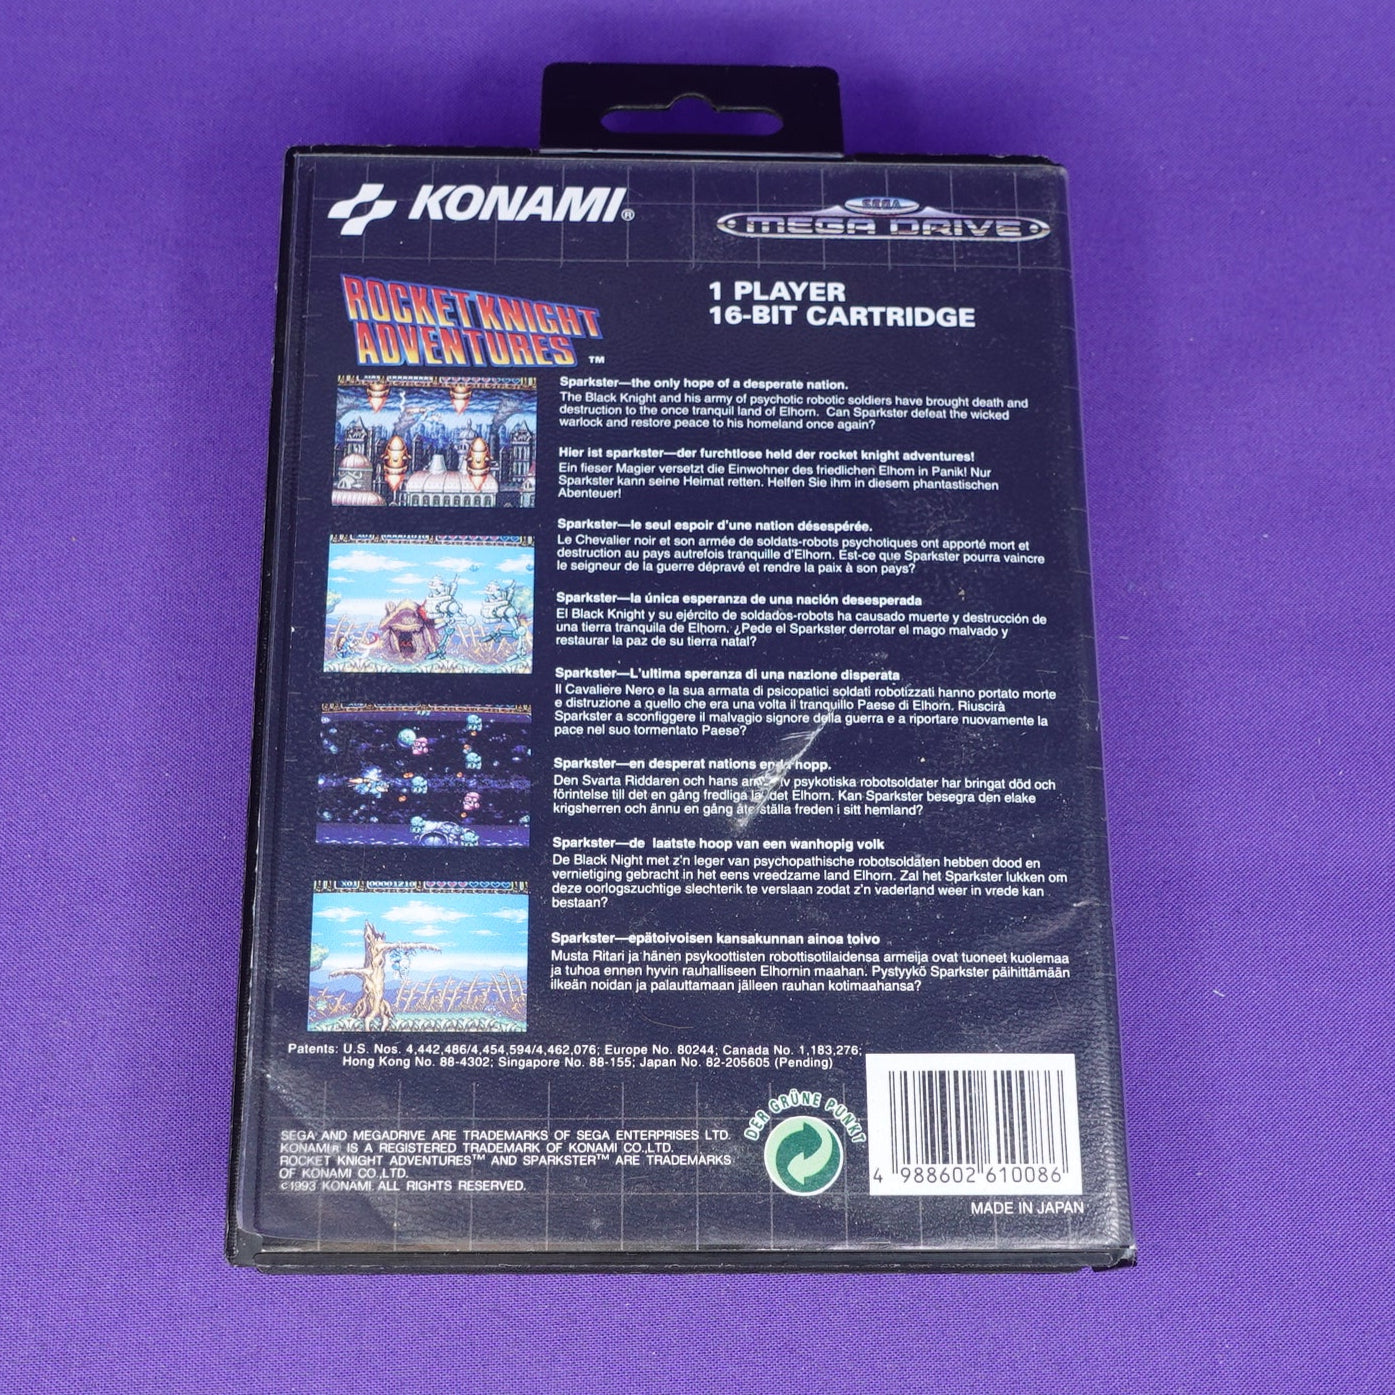 KONAMI®
SEGA
MEGA DRIVE
ROCKET KNIGHT
ADVENTURES™
1 PLAYER
16-BIT CARTRIDGE
Sparkster—the only hope of a desperate nation.
The Black Knight and his army of psychotic robotic soldiers have brought death and
destruction to the once tranquil land of Elhorn. Can Sparkster defeat the wicked
warlock and restore peace to his homeland once again?
Hier ist sparkster—der furchtlose held der rocket knight adventures!
Ein fieser Magier versetzt die Einwohner des friedlichen Elhorn in Panik! Nur
Sparkster kann seine Heimat retten. Helfen Sie ihm in diesem phantastischen
Abenteuer!
Sparkster—le seul espoir d'une nation désespérée.
Le Chevalier noir et son armée de soldats-robots psychotiques ont apporté mort et
destruction au pays autrefois tranquille d'Elhorn. Est-ce que Sparkster pourra vaincre
le seigneur de la guerre dépravé et rendre la paix à son pays?
Sparkster—la única esperanza de una nación desesperada
El Black Knight y su ejército de soldados-robots ha causado muerte y destrucción de
una tierra tranquila de Elhorn. ¿Pede el Sparkster derrotar el mago malvado y
restaurar la paz de su tierra natal?
Sparkster—L'ultima speranza di una nazione disperata
Il Cavaliere Nero e la sua armata di psicopatici soldati robotizzati hanno portato morte
e distruzione a quello che era una volta il tranquillo Paese di Elhorn. Riuscirà
Sparkster a sconfiggere il malvagio signore della guerra e a riportare nuovamente la
pace nel suo tormentato Paese?
Sparkster—en desperat nations enda hopp.
Den Svarta Riddaren och hans armé av psykotiska robotsoldater har bringat död och
förintelse till det en gång fredliga landet Elhorn. Kan Sparkster besegra den elake
krigsherren och ännu en gång återställa freden i sitt hemland?
Sparkster—de laatste hoop van een wanhopig volk
De Black Night met z'n leger van psychopathische robotsoldaten hebben dood en
vernietiging gebracht in het eens vreedzame land Elhorn. Zal het Sparkster lukken om
deze oorlogszuchtige slechterik te verslaan zodat z'n vaderland weer in vrede kan
bestaan?
Sparkster—epätoivoisen kansakunnan ainoa toivo
Musta Ritari ja hänen psykoottisten robottisotilaidensa armeija ovat tuoneet kuolemaa
ja tuhoa ennen hyvin rauhalliseen Elhornin maahan. Pystyykö Sparkster päihittämään
ilkeän noidan ja palauttamaan jälleen rauhan kotimaahansa?
Patents: U.S. Nos. 4,442,486/4,454,594/4,462,076; Europe No. 80244; Canada No. 1,183,276;
Hong Kong No. 88-4302; Singapore No. 88-155; Japan No. 82-205605 (Pending)
SEGA AND MEGADRIVE ARE TRADEMARKS OF SEGA ENTERPRISES LTD.
KONAMI® IS A REGISTERED TRADEMARK OF KONAMI CO.,LTD.
ROCKET KNIGHT ADVENTURES™ AND SPARKSTER™ ARE TRADEMARKS
OF KONAMI CO.,LTD.
©1993 KONAMI. ALL RIGHTS RESERVED.
DER GRÜNE PUNKT
4 988602 610086
MADE IN JAPAN